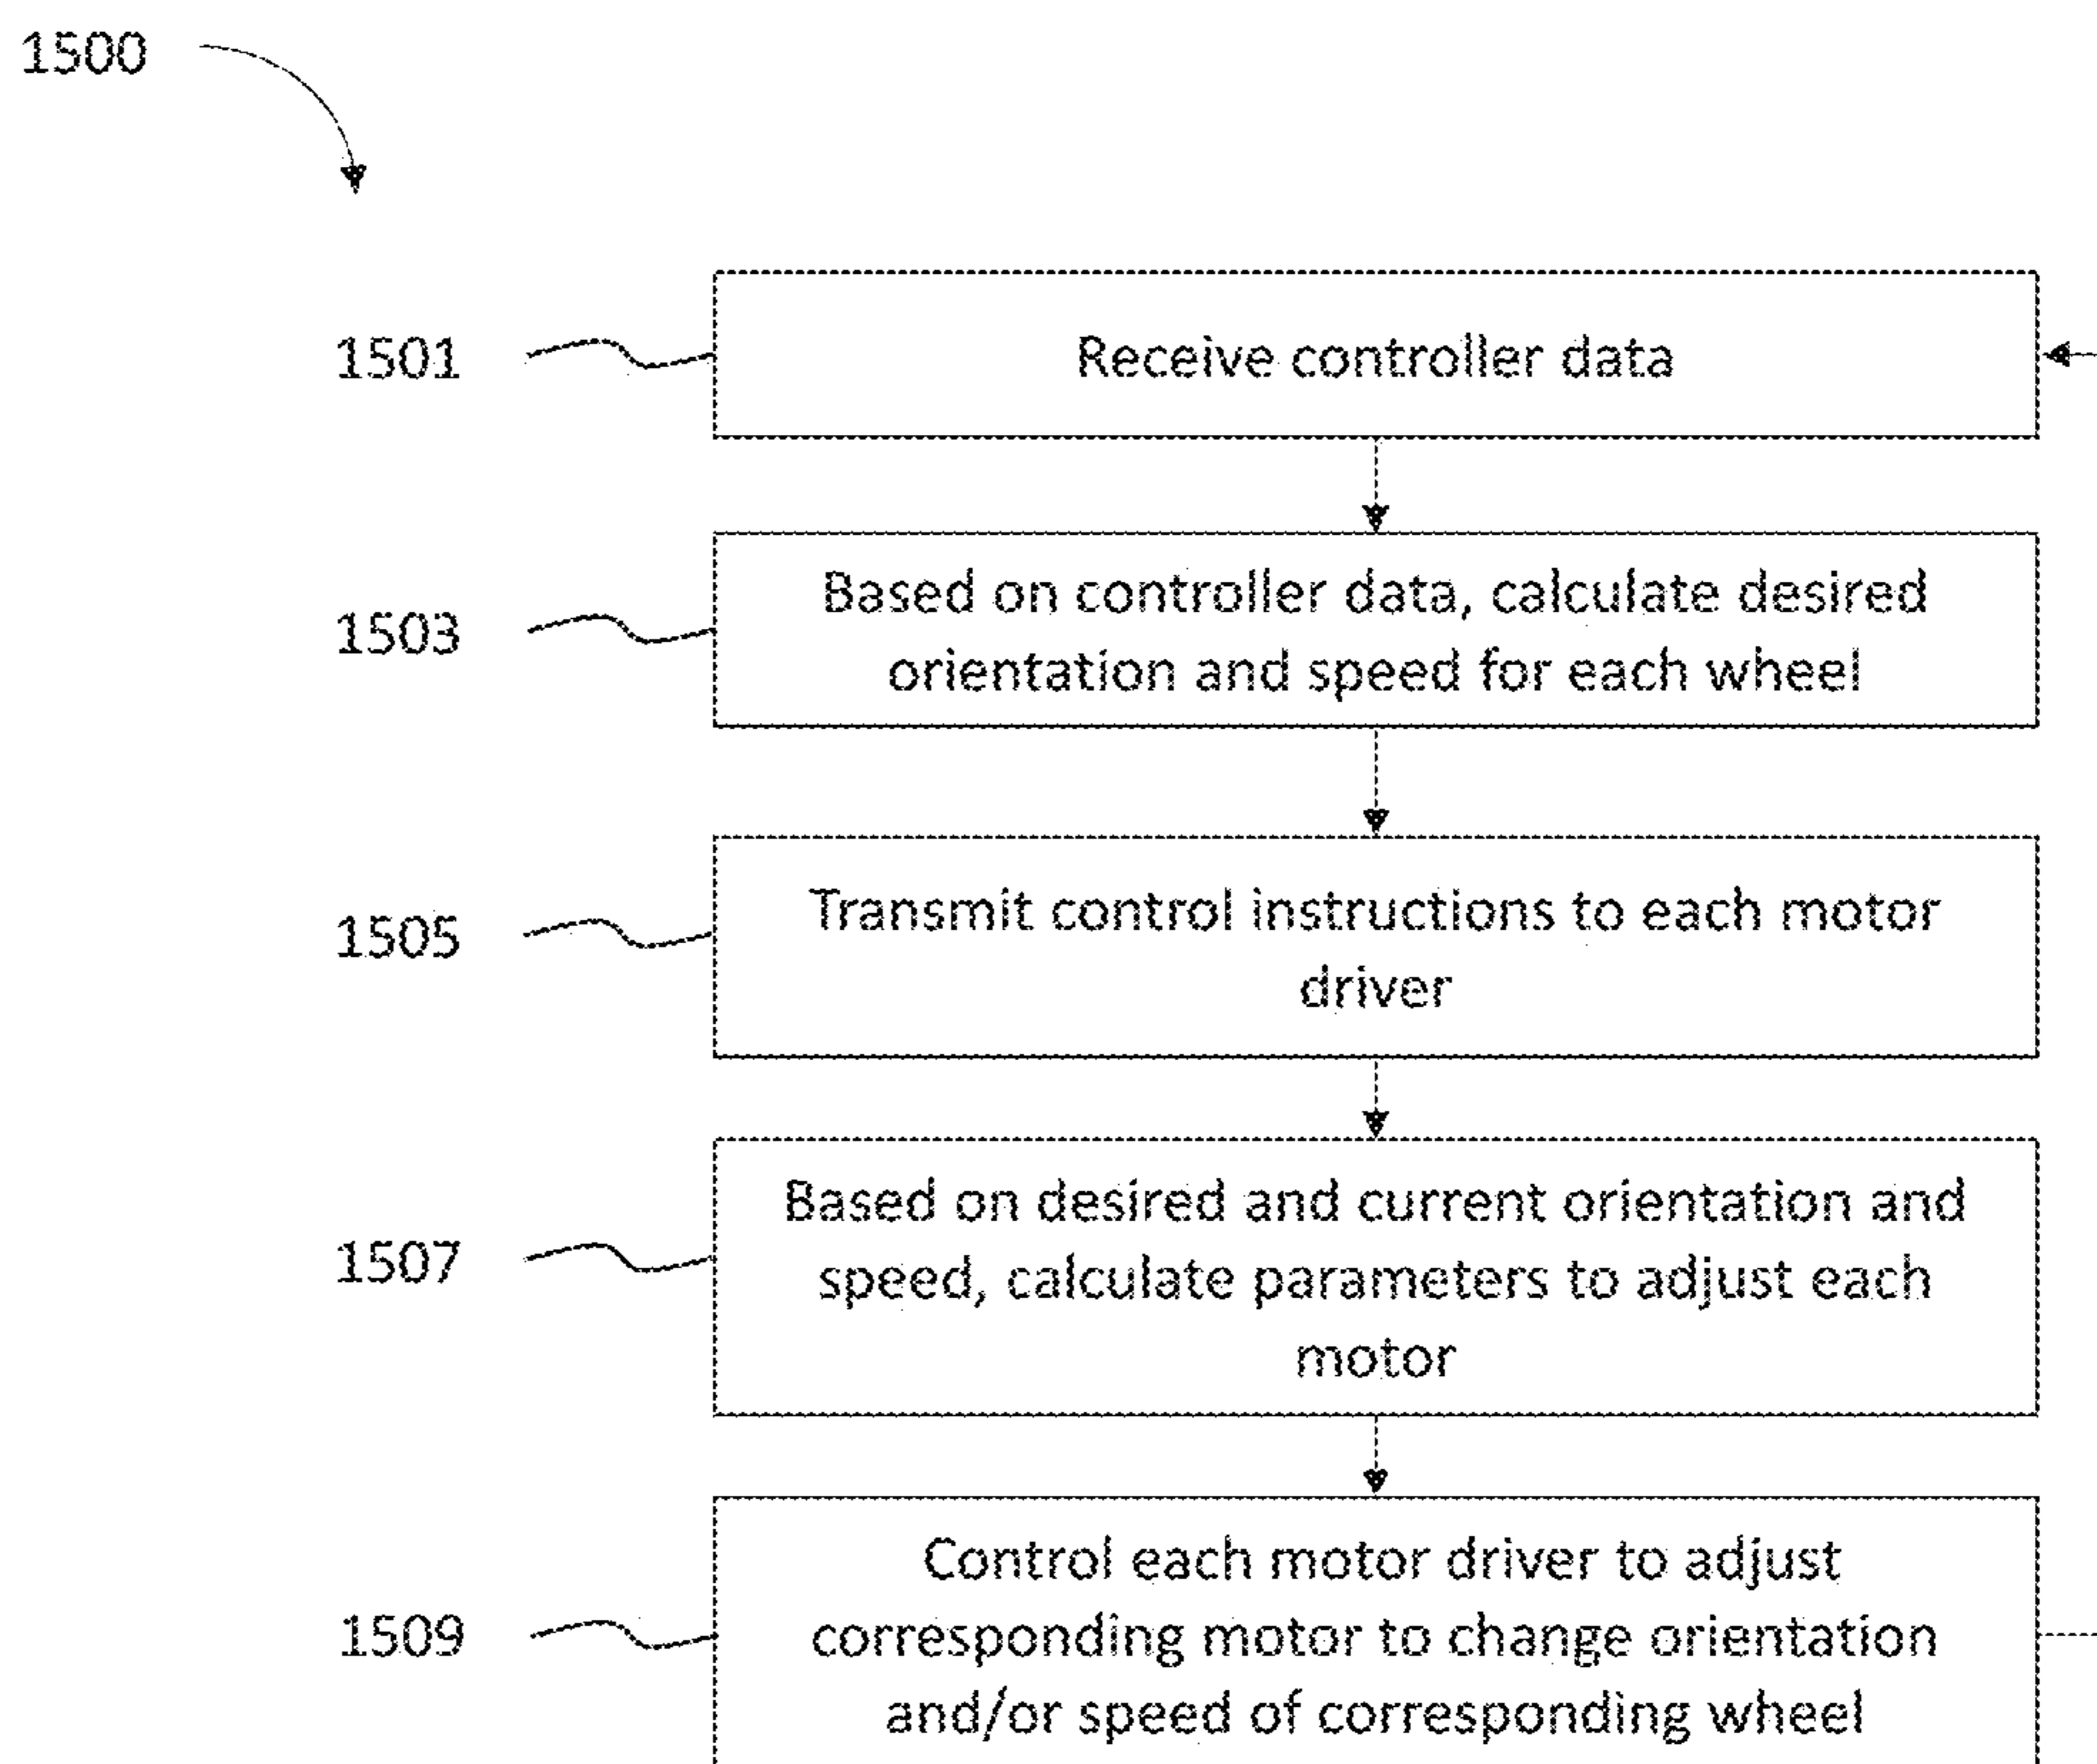 1500
1501
Receive controller data
1503
Based on controller data, calculate desired
orientation and speed for each wheel
1505
Transmit control instructions to each motor
driver
1507
Based on desired and current orientation and
speed, calculate parameters to adjust each
motor
1509
Control each motor driver to adjust
corresponding motor to change orientation
and/or speed of corresponding wheel